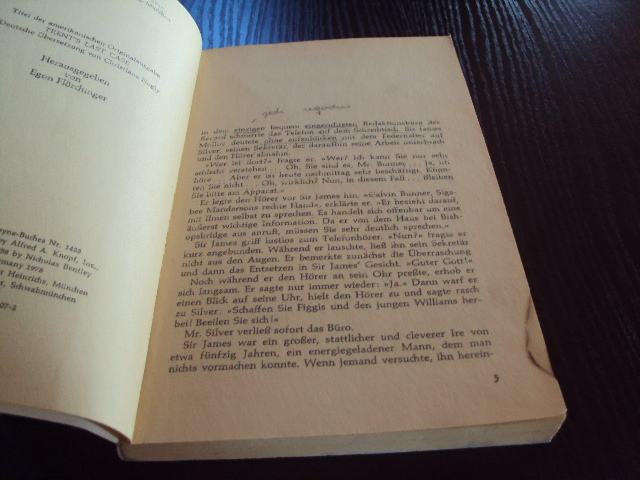 Titel der amerikanischen Originalausgabe
TRENT'S LAST CASE
Deutsche Übersetzung von Christiane
Herausgegeben
von
Egon Flörchinger
yne-Buches Nr. 1453
by Alfred A. Knopf, Inc.,
by Nicholas Bentley
many 1978
Heinrichs, München
r, Schwabmünchen
07-2
In dem einzigen bequem eingerichteten Redaktionsbüro des
Record schnurrte das Telefon auf dem Schreibtisch. Sir James
Molloy deutete ohne aufzublicken mit dem Federhalter auf
Silver, seinen Sekretär, der daraufhin seine Arbeit unterbrach
und den Hörer abnahm.
»Wer ist dort?« fragte er. »Wer? Ich kann Sie nur sehr
schlecht verstehen . . . Oh, Sie sind es, Mr. Bunner? . . . Ja, ich
höre . . . Aber er ist heute nachmittag sehr beschäftigt. Könn-
ten Sie nicht . . . Oh, wirklich? Nun, in diesem Fall . . . Bleiben
Sie bitte am Apparat.«
Er legte den Hörer vor Sir James hin. »Calvin Bunner, Sigs-
bee Mandersons rechte Hand«, erklärte er. »Er besteht darauf,
mit Ihnen selbst zu sprechen. Es handelt sich offenbar um eine
äußerst wichtige Information. Er ruft von dem Haus in Bish-
opsbridge aus an, Sie müssen also sehr deutlich sprechen.«
Sir James griff lustlos zum Telefonhörer. »Nun?« fragte er
kurz angebunden. Während er lauschte, ließ ihn sein Sekretär
nicht aus den Augen. Er bemerkte zunächst die Überraschung
und dann das Entsetzen in Sir James' Gesicht. »Guter Gott!«
Noch während er den Hörer an sein Ohr preßte, erhob er
sich langsam. Er sagte nur immer wieder: »Ja.« Dann warf er
einen Blick auf seine Uhr, hielt den Hörer zu und sagte rasch
zu Silver: »Schaffen Sie Figgis und den jungen Williams her-
bei! Beeilen Sie sich!«
Mr. Silver verließ sofort das Büro.
Sir James war ein großer, stattlicher und cleverer Ire von
etwa fünfzig Jahren, ein energiegeladener Mann, dem man
nichts vormachen konnte. Wenn jemand versuchte, ihn herein-
5